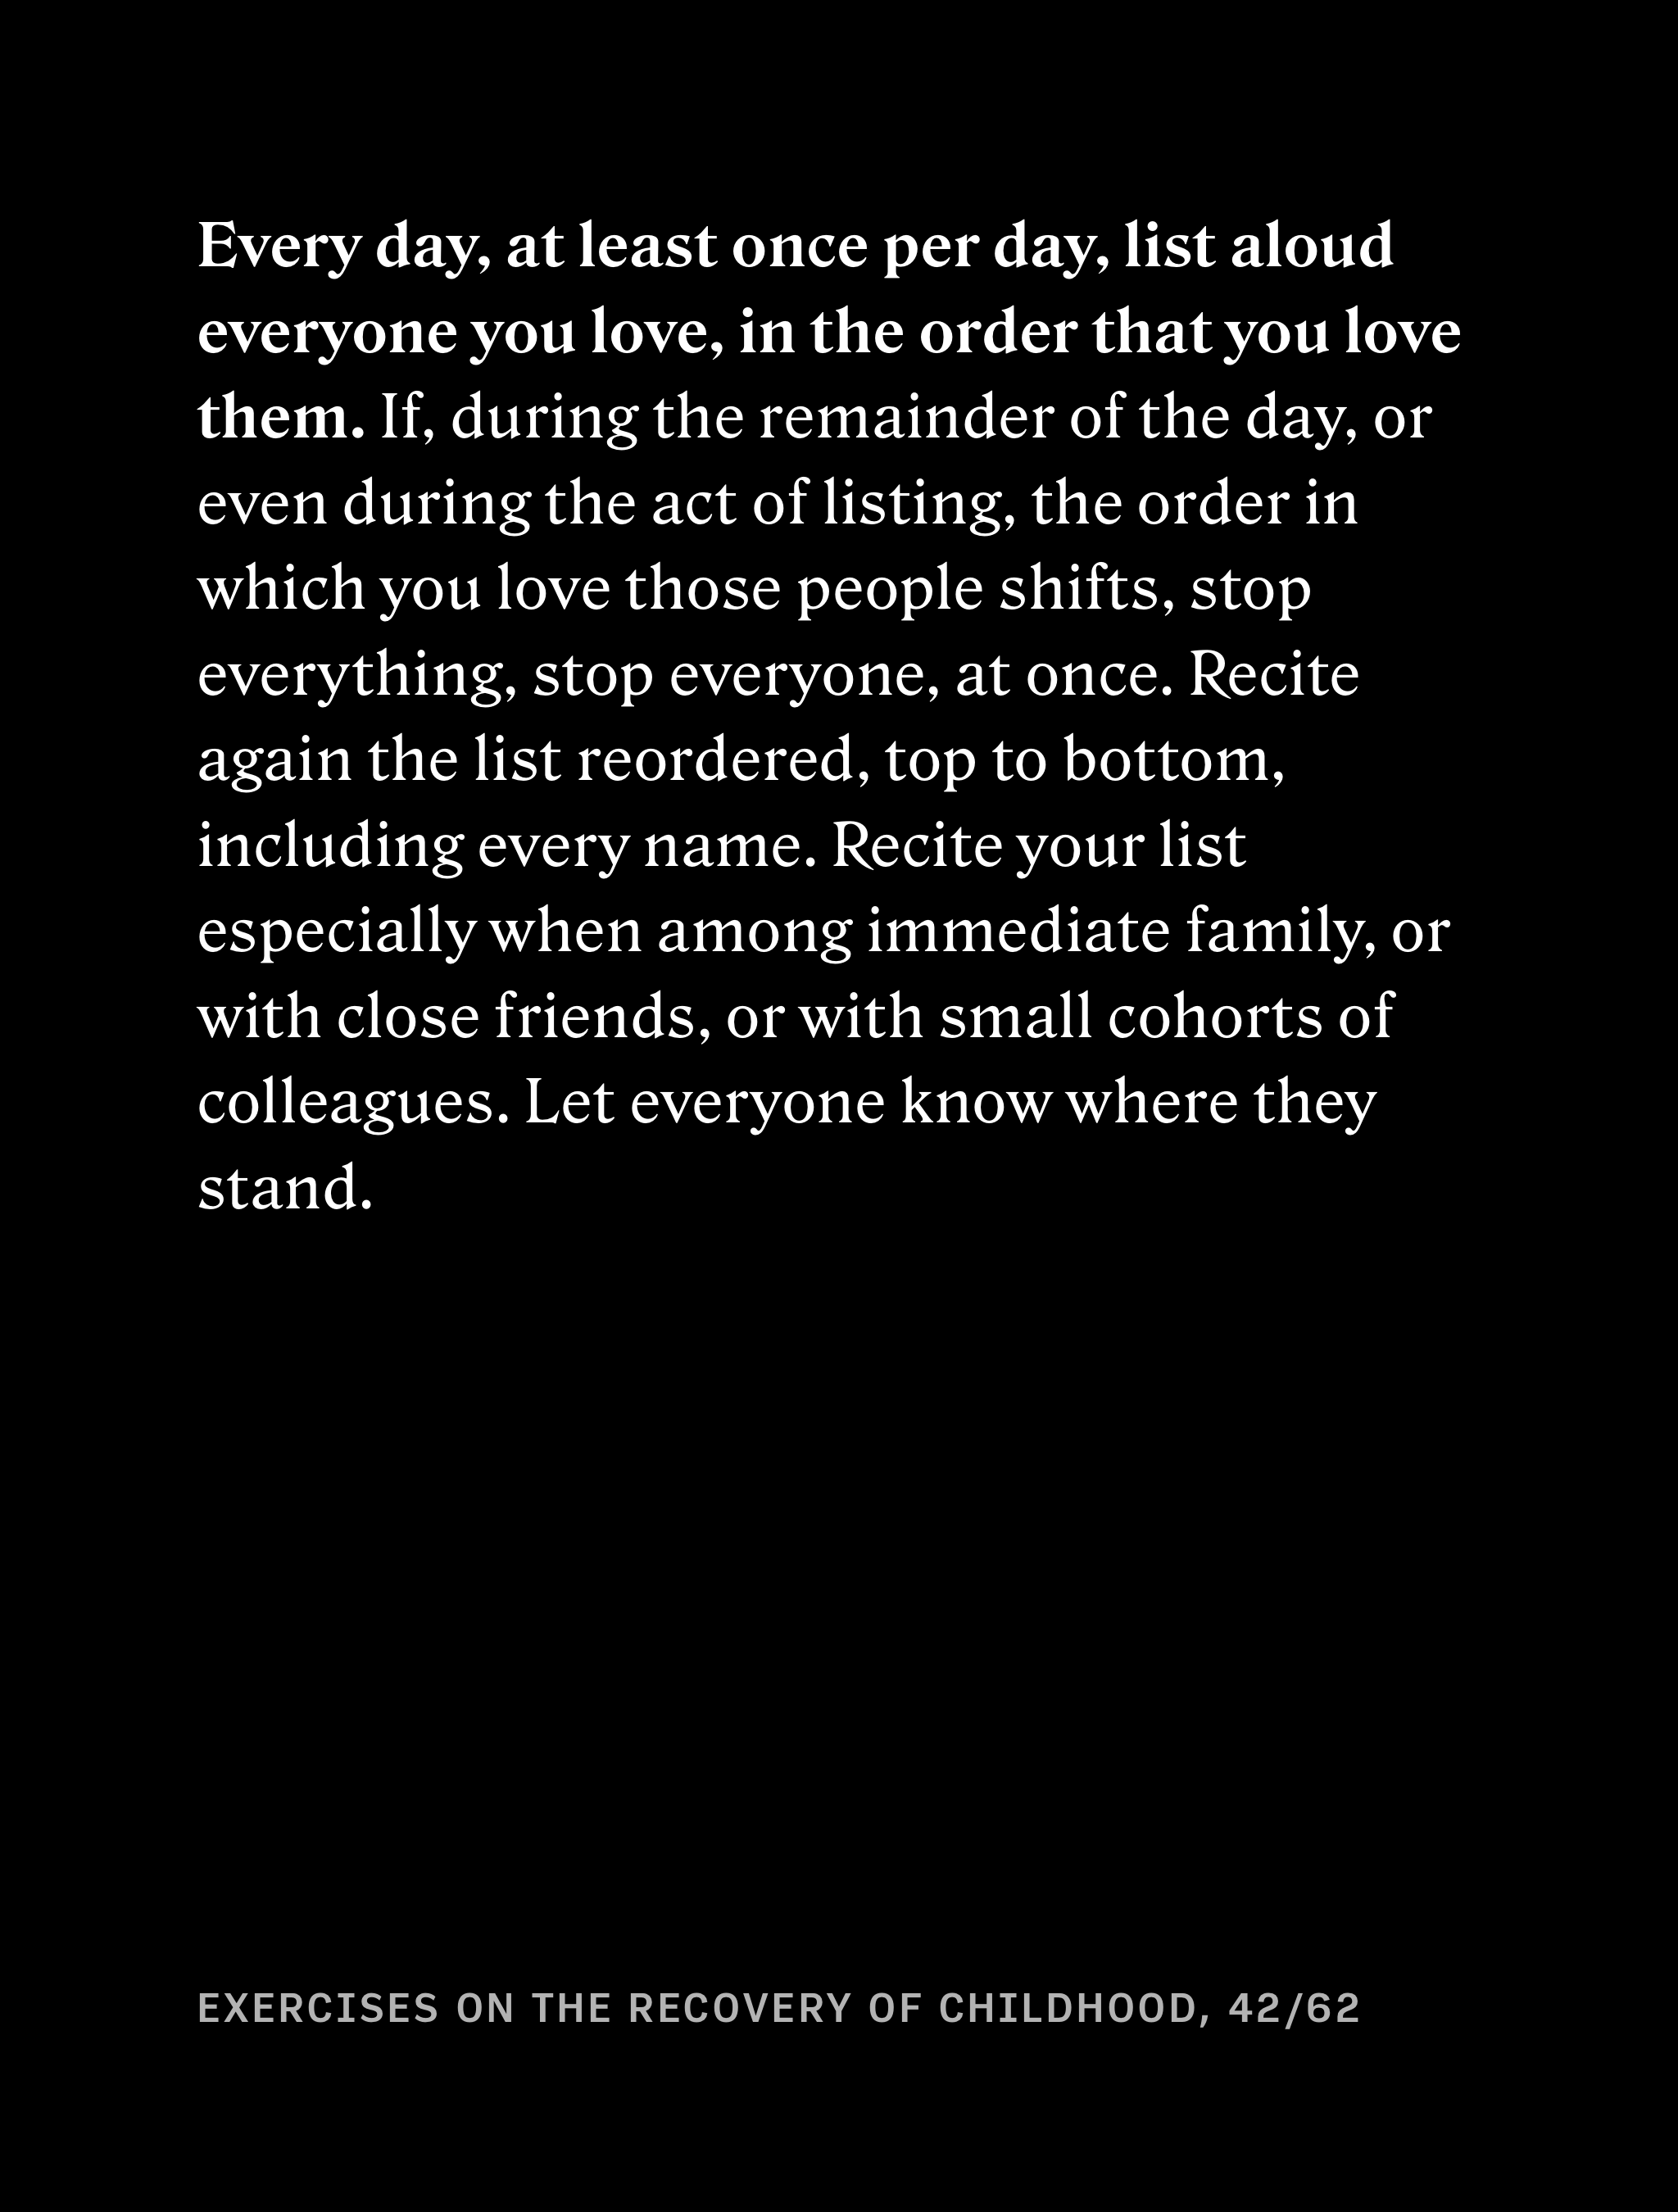 Every day, at least once per day, list aloud
everyone you love, in the order that you love
them. If, during the remainder of the day, or
even during the act of listing, the order in
which you love those people shifts, stop
everything, stop everyone, at once. Recite
again the list reordered, top to bottom,
including every name. Recite your list
especially when among immediate family, or
with close friends, or with small cohorts of
colleagues. Let everyone know where they
stand.
EXERCISES ON THE RECOVERY OF CHILDHOOD, 42/62